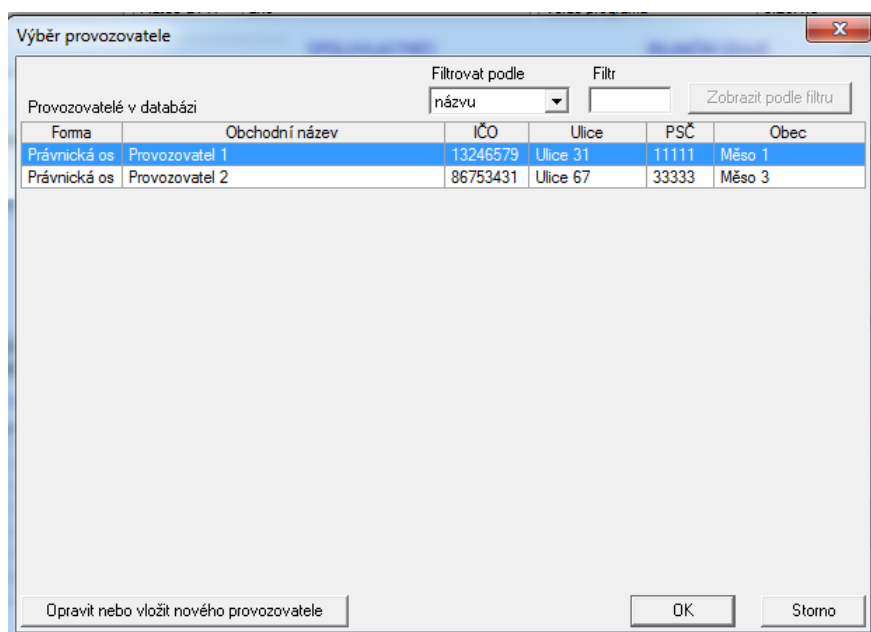 Výběr provozovatele
Filtrovat podle Filtr
Provozovatelé v databázi názvu Zobrazit podle filtru
Forma Obchodní název IČO Ulice PSČ Obec
Právnická os Provozovatel 1 13246579 Ulice 31 11111 Měso 1
Právnická os Provozovatel 2 86753431 Ulice 67 33333 Měso 3
Opravit nebo vložit nového provozovatele OK Storno